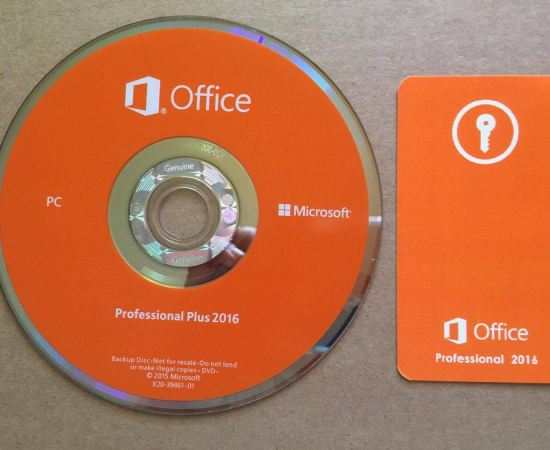 Office
Genuine
PC
Microsoft
Genuine
Professional Plus 2016
Backup Disc•Not for resale•Do not lend
or make illegal copies •DVD•
© 2015 Microsoft
X20-39461-01
Office
Professional 2016